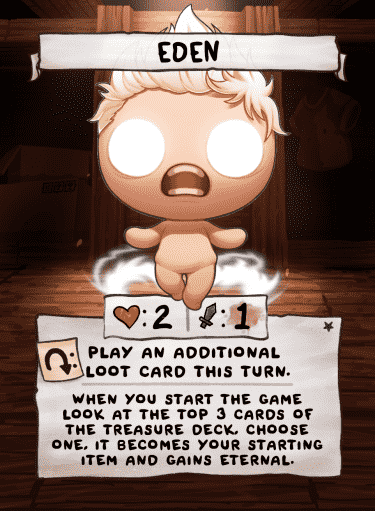 EDEN
: 2 : 1
: PLAY AN ADDITIONAL
LOOT CARD THIS TURN.
WHEN YOU START THE GAME
LOOK AT THE TOP 3 CARDS OF
THE TREASURE DECK. CHOOSE
ONE, IT BECOMES YOUR STARTING
ITEM AND GAINS ETERNAL.